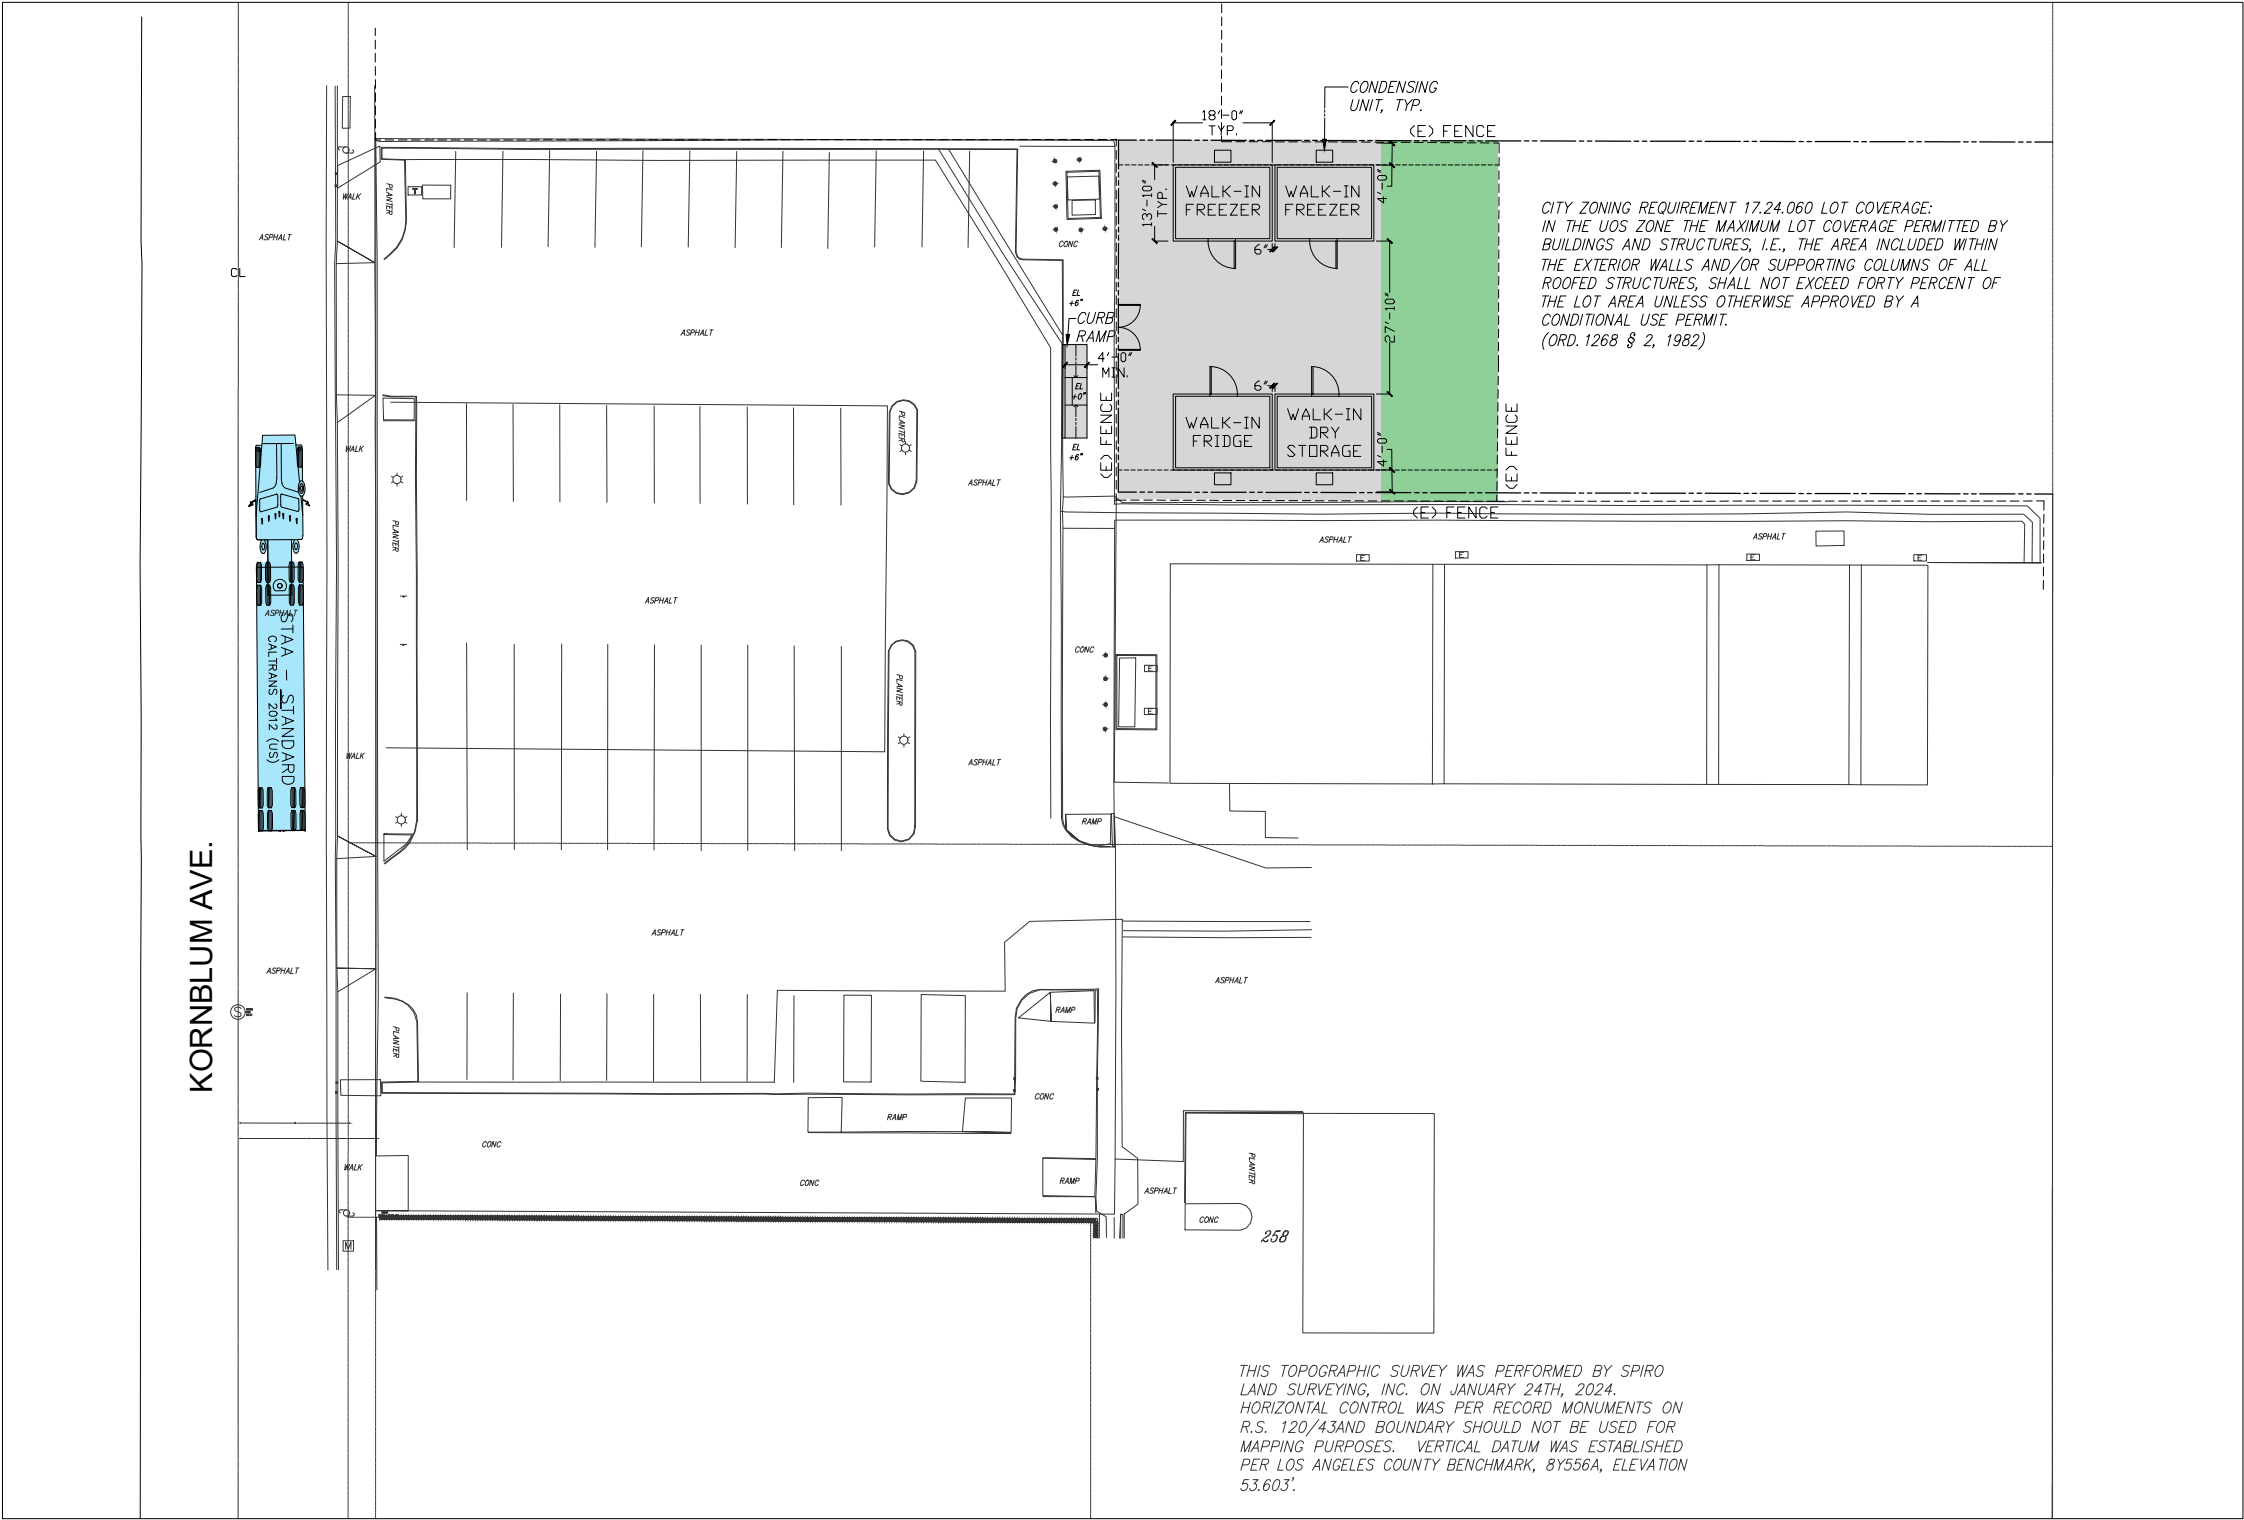 CONDENSING
UNIT, TYP.
18'-0"
TYP.
(E) FENCE
PLANTER
T
WALK
ASPHALT
CL
CONC
13'-10"
TYP.
WALK-IN
FREEZER
WALK-IN
FREEZER
4'-0"
6"
CITY ZONING REQUIREMENT 17.24.060 LOT COVERAGE:
IN THE UOS ZONE THE MAXIMUM LOT COVERAGE PERMITTED BY
BUILDINGS AND STRUCTURES, I.E., THE AREA INCLUDED WITHIN
THE EXTERIOR WALLS AND/OR SUPPORTING COLUMNS OF ALL
ROOFED STRUCTURES, SHALL NOT EXCEED FORTY PERCENT OF
THE LOT AREA UNLESS OTHERWISE APPROVED BY A
CONDITIONAL USE PERMIT.
(ORD. 1268 § 2, 1982)
EL
+6"
CURB
RAMP
4'-0"
MIN.
EL
+0"
EL
+6"
ASPHALT
27'-10"
6"
WALK-IN
FRIDGE
WALK-IN
DRY
STORAGE
4'-0"
(E) FENCE
(E) FENCE
(E) FENCE
PLANTER
WALK
ASPHALT
PLANTER
ASPHALT
ASPHALT
E
E
E
E
ASPHALT
ASPHALT
STAA - STANDARD
CALTRANS 2012 (US)
CONC
E
E
PLANTER
WALK
ASPHALT
RAMP
KORNBLUM AVE.
ASPHALT
ASPHALT
ASPHALT
S
RAMP
PLANTER
CONC
RAMP
CONC
CONC
WALK
RAMP
ASPHALT
PLANTER
CONC
258
M
THIS TOPOGRAPHIC SURVEY WAS PERFORMED BY SPIRO
LAND SURVEYING, INC. ON JANUARY 24TH, 2024.
HORIZONTAL CONTROL WAS PER RECORD MONUMENTS ON
R.S. 120/43AND BOUNDARY SHOULD NOT BE USED FOR
MAPPING PURPOSES. VERTICAL DATUM WAS ESTABLISHED
PER LOS ANGELES COUNTY BENCHMARK, 8Y556A, ELEVATION
53.603'.